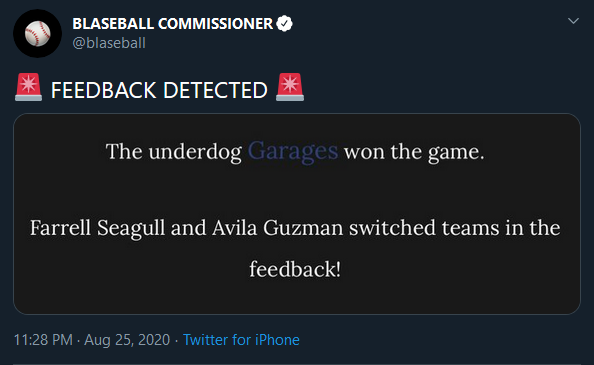 BLASEBALL COMMISSIONER
@blaseball
🚨 FEEDBACK DETECTED 🚨
The underdog Garages won the game.
Farrell Seagull and Avila Guzman switched teams in the
feedback!
11:28 PM · Aug 25, 2020 · Twitter for iPhone